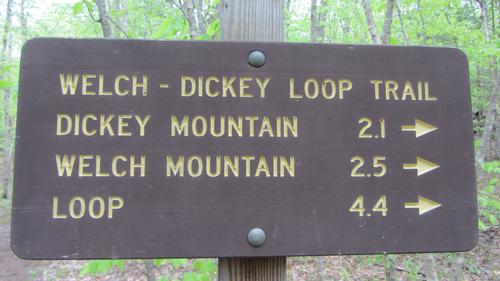 WELCH - DICKEY LOOP TRAIL
DICKEY MOUNTAIN 2.1 →
WELCH MOUNTAIN 2.5 →
LOOP 4.4 →